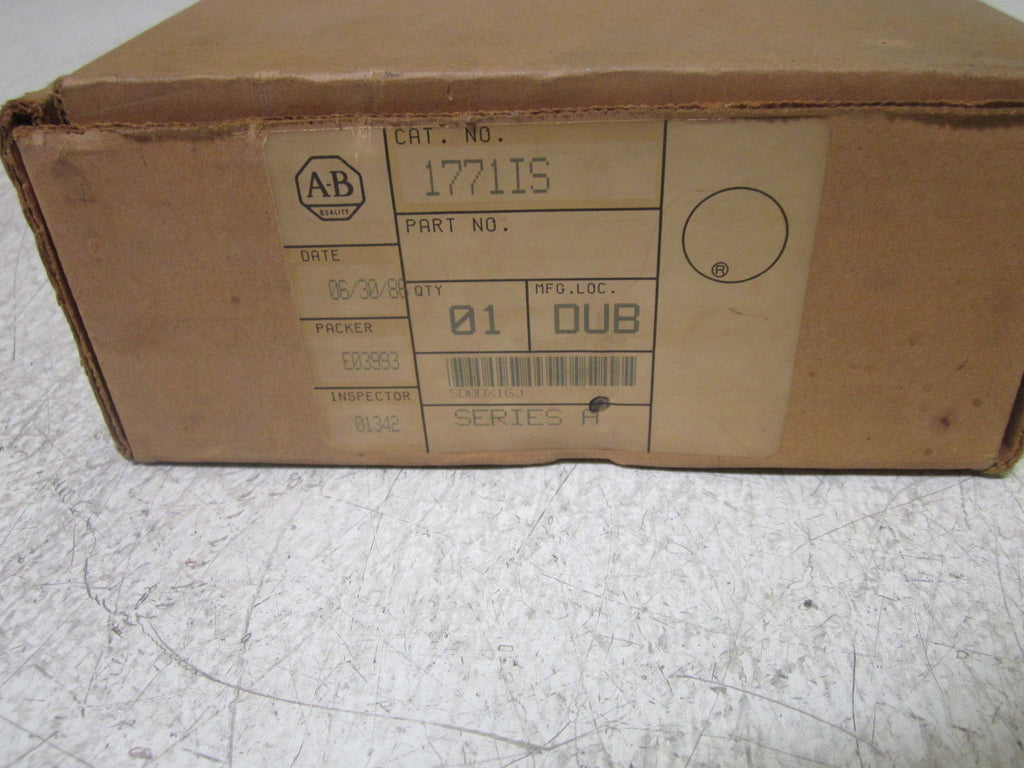 A-B
QUALITY
CAT. NO.
1771IS
PART NO.
DATE
06/30/88
QTY
01
MFG.LOC.
DUB
PACKER
E03993
INSPECTOR
01342
SD0DX1GJ
SERIES A
®